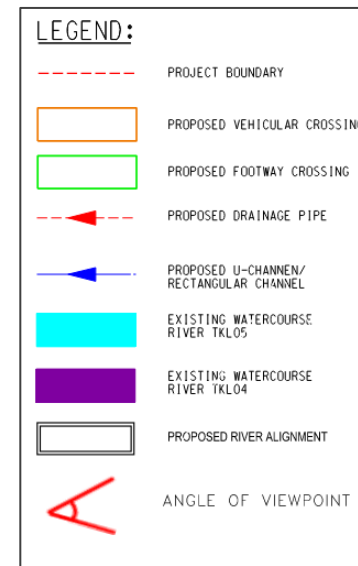 LEGEND:
PROJECT BOUNDARY
PROPOSED VEHICULAR CROSSING
PROPOSED FOOTWAY CROSSING
PROPOSED DRAINAGE PIPE
PROPOSED U-CHANNEN/
RECTANGULAR CHANNEL
EXISTING WATERCOURSE
RIVER TKL05
EXISTING WATERCOURSE
RIVER TKL04
PROPOSED RIVER ALIGNMENT
ANGLE OF VIEWPOINT